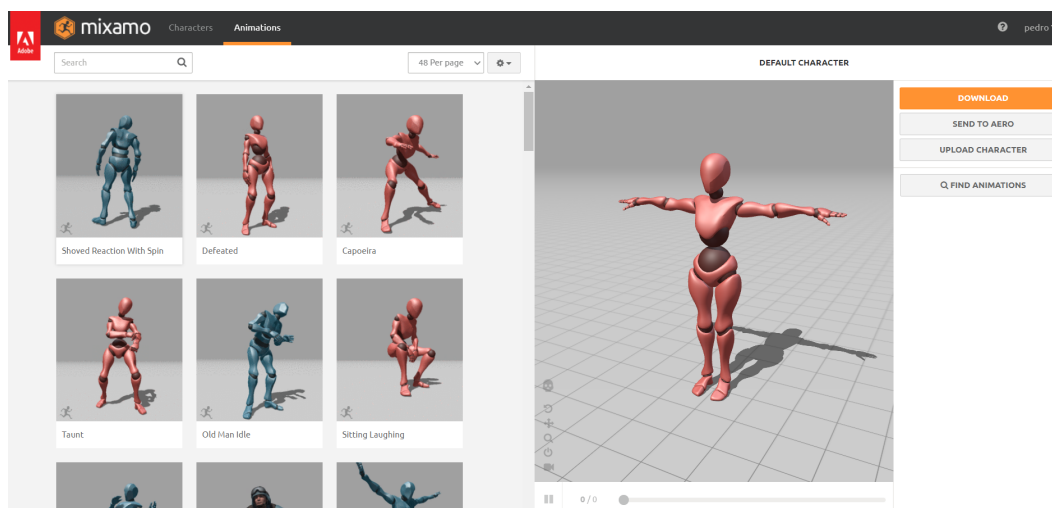 Adobe
mixamo
Characters
Animations
pedro
Search
48 Per page
DEFAULT CHARACTER
DOWNLOAD
SEND TO AERO
UPLOAD CHARACTER
FIND ANIMATIONS
Shoved Reaction With Spin
Defeated
Capoeira
Taunt
Old Man Idle
Sitting Laughing
0 / 0